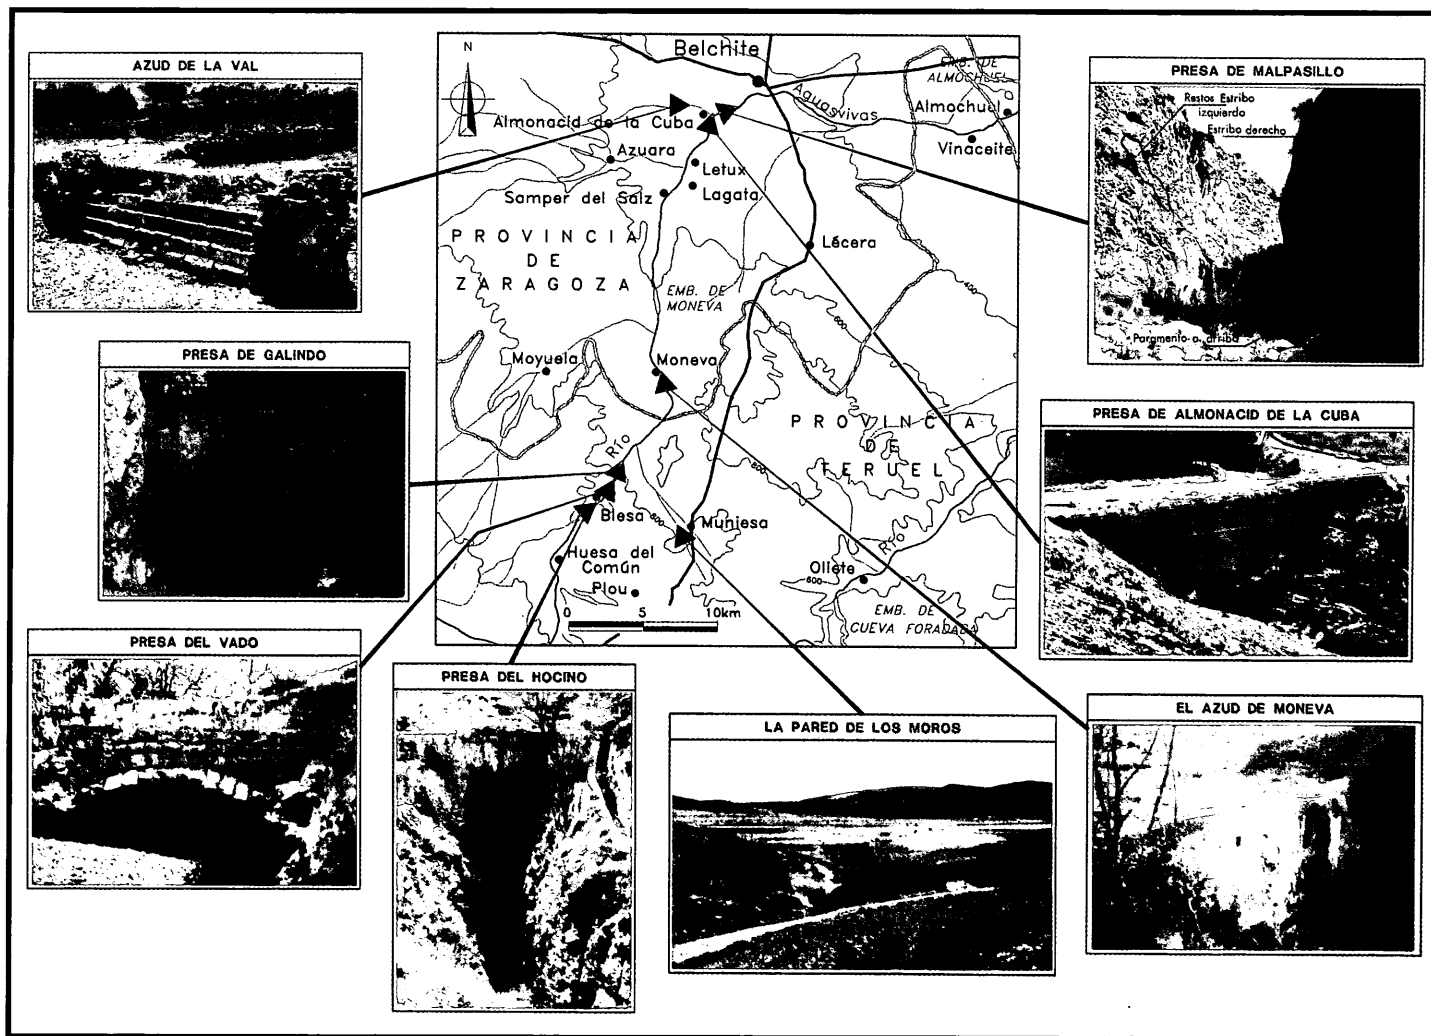 AZUD DE LA VAL
PRESA DE GALINDO
PRESA DEL VADO
PRESA DEL HOCINO
N
Belchite
EMB. DE
ALMOCHUEL
Aguasvivas
Almochuel
Almonacid de la Cuba
Vinaceite
Azuara
Letux
Samper del Salz
Lagata
PROVINCIA
DE
ZARAGOZA
Lécera
EMB. DE
MONEVA
400
600
Moyuela
Moneva
PROVINCIA
DE
TERUEL
Río
800
Blesa
800
Muniesa
Río
Huesa del
Común
Oliete
600
Plou
0 5 10km
EMB. DE
CUEVA FORADADA
LA PARED DE LOS MOROS
PRESA DE MALPASILLO
Restos Estribo
izquierdo
Estribo derecho
Paramento a. arriba
PRESA DE ALMONACID DE LA CUBA
EL AZUD DE MONEVA